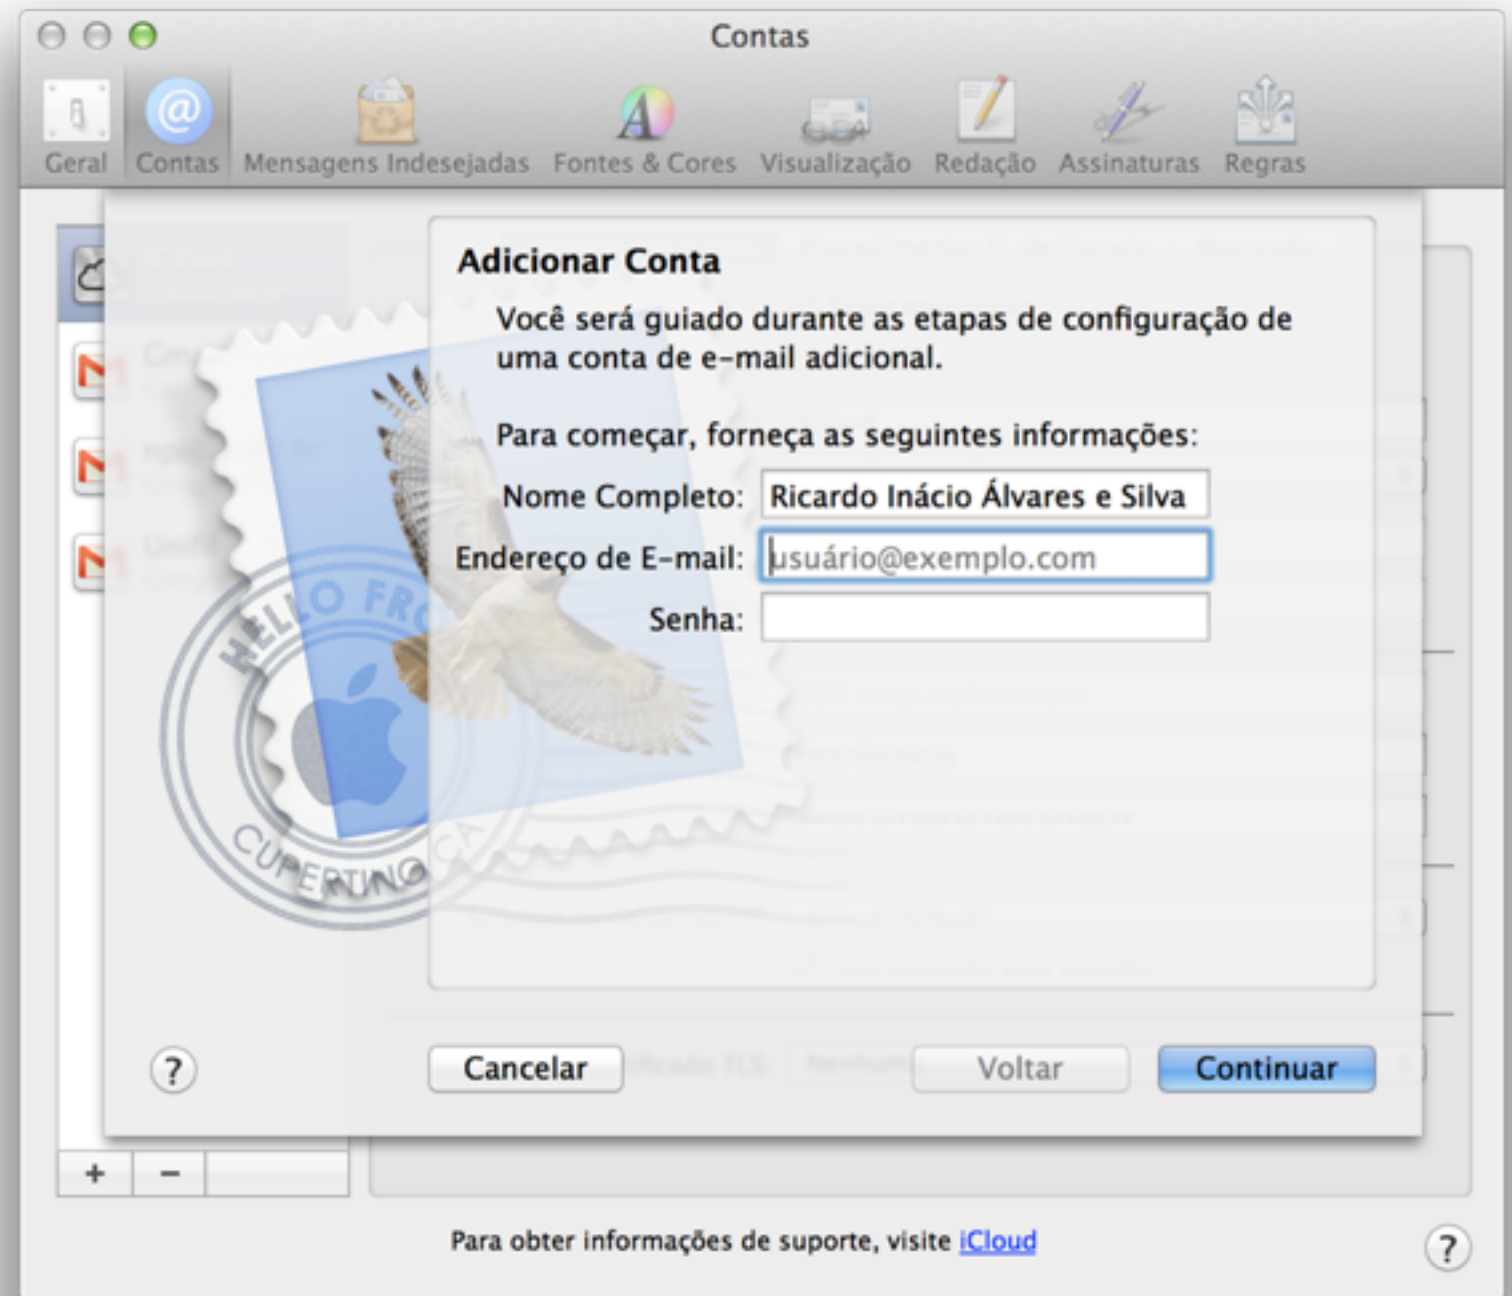 Contas
Geral
Contas
Mensagens Indesejadas
Fontes & Cores
Visualização
Redação
Assinaturas
Regras
Adicionar Conta
Você será guiado durante as etapas de configuração de
uma conta de e-mail adicional.
Para começar, forneça as seguintes informações:
Nome Completo: Ricardo Inácio Álvares e Silva
Endereço de E-mail: usuário@exemplo.com
Senha:
HELLO FRO
CUPERTINO CA
? Cancelar Voltar Continuar
+ −
Para obter informações de suporte, visite iCloud ?